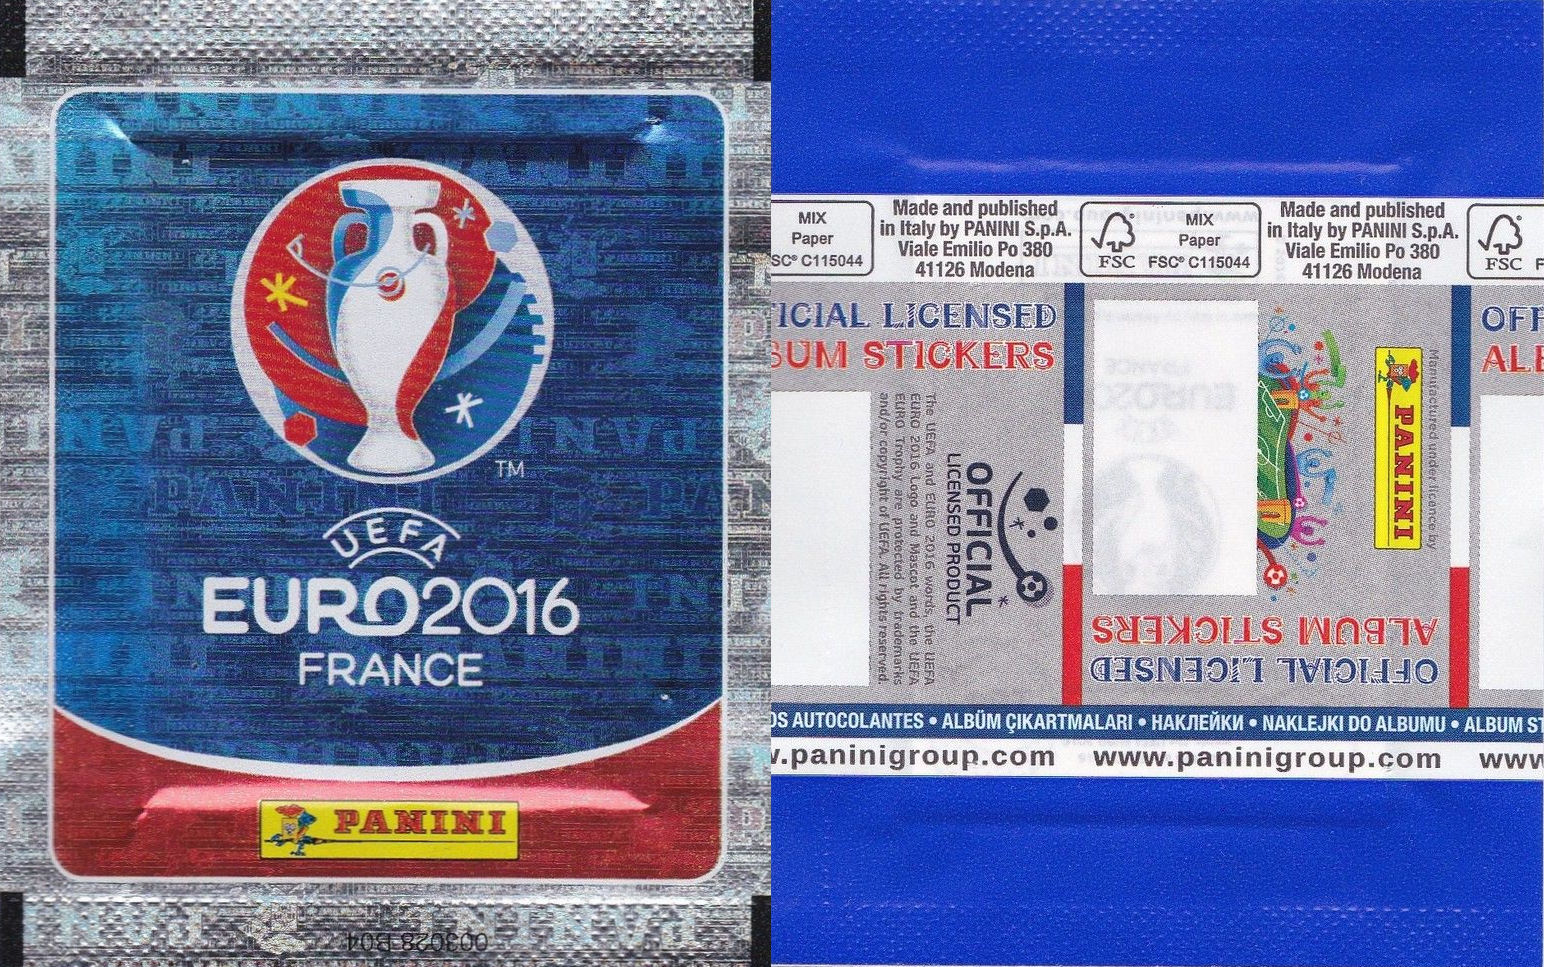 TM
UEFA
EURO2016
FRANCE
PANINI
003028 B04
MIX
Paper
SC® C115044
Made and published
in Italy by PANINI S.p.A.
Viale Emilio Po 380
41126 Modena
FSC
MIX
Paper
FSC® C115044
Made and published
in Italy by PANINI S.p.A.
Viale Emilio Po 380
41126 Modena
FSC
F
ICIAL LICENSED
BUM STICKERS
The UEFA and EURO 2016 words, the UEFA
EURO 2016 Logo and Mascot and the UEFA
EURO Trophy are protected by trademarks
and/or copyright of UEFA. All rights reserved.
OFFICIAL
LICENSED PRODUCT
Manufactured under licence by
PANINI
OFFICIAL LICENSED
ALBUM STICKERS
OFF
ALB
OS AUTOCOLANTES • ALBÜM ÇIKARTMALARI • НАКЛЕЙКИ • NAKLEJKI DO ALBUMU • ALBUM ST
w.paninigroup.com www.paninigroup.com www